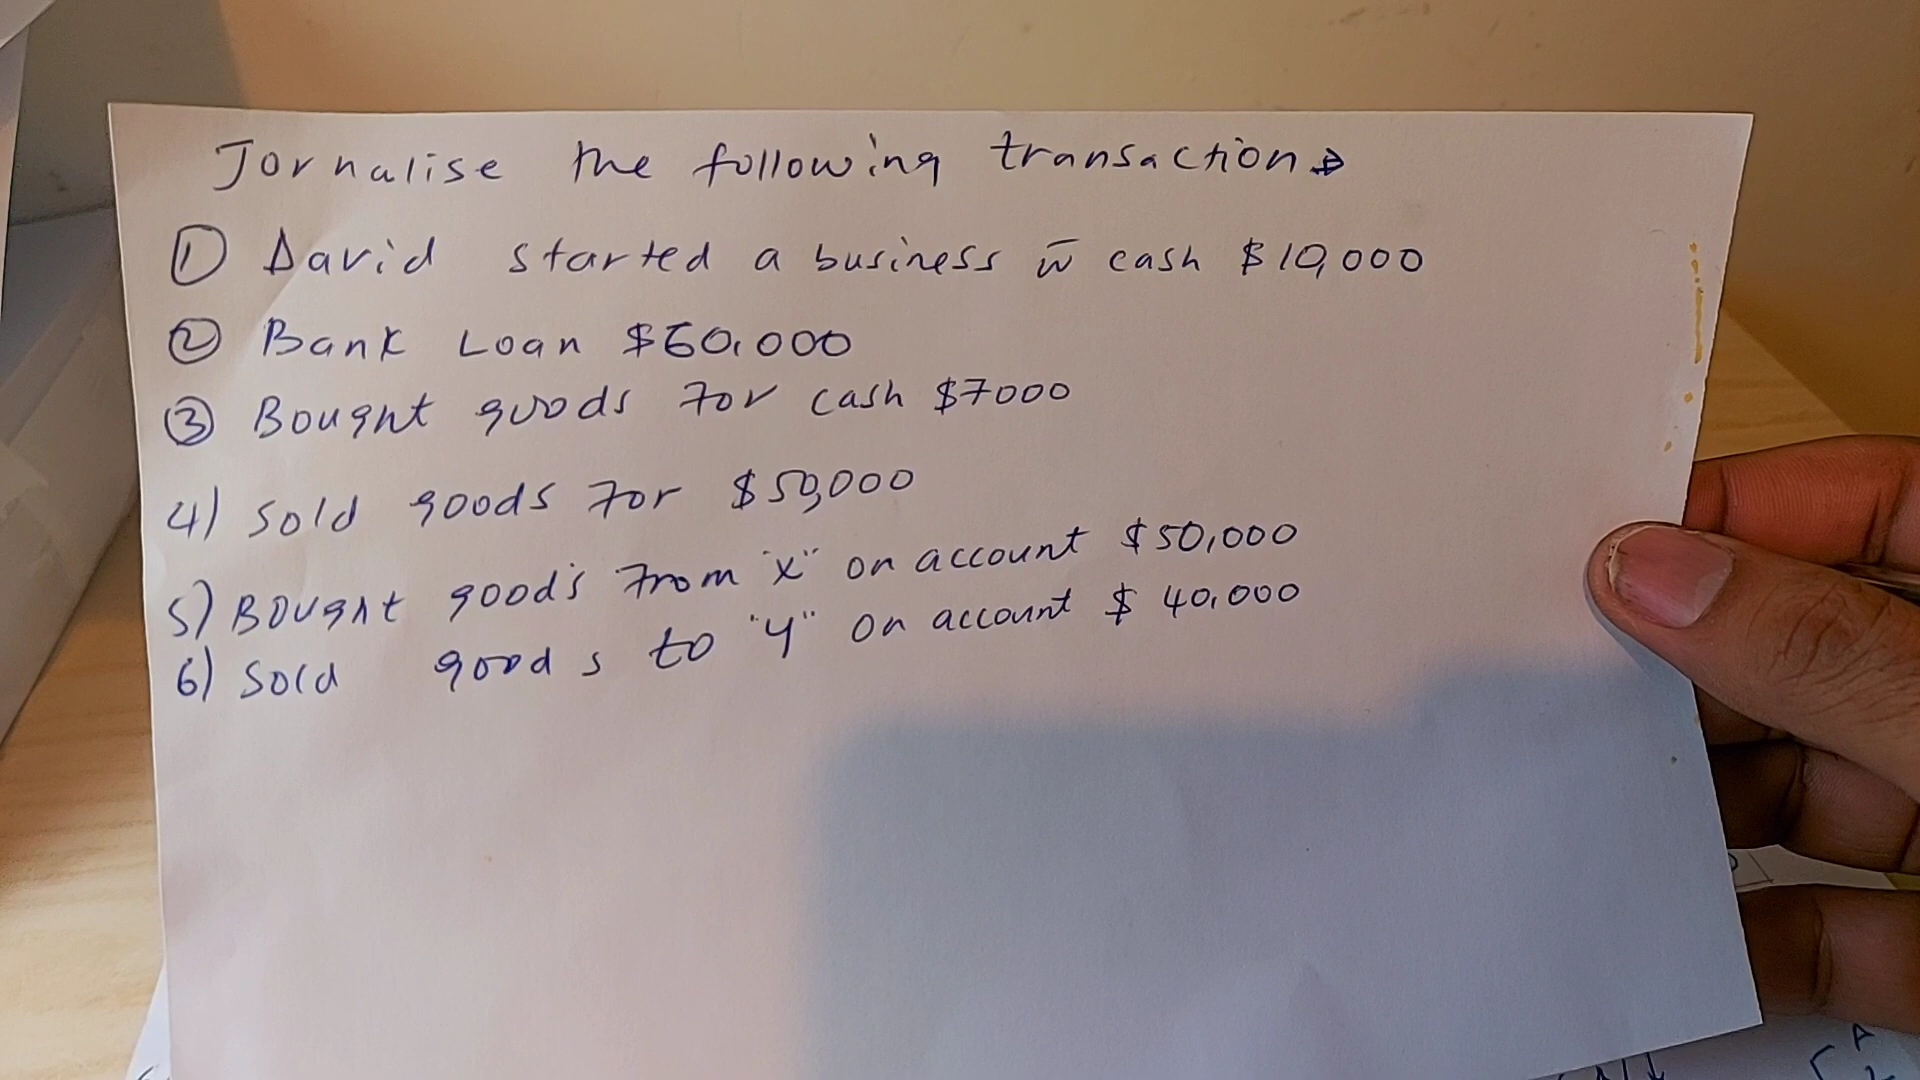 Jornalise the following transactions
① David started a business w̄ cash $10,000
② Bank Loan $60,000
③ Bought goods for cash $7000
4) Sold goods for $50,000
5) Bought goods from "X" on account $50,000
6) Sold goods to "Y" on account $ 40,000